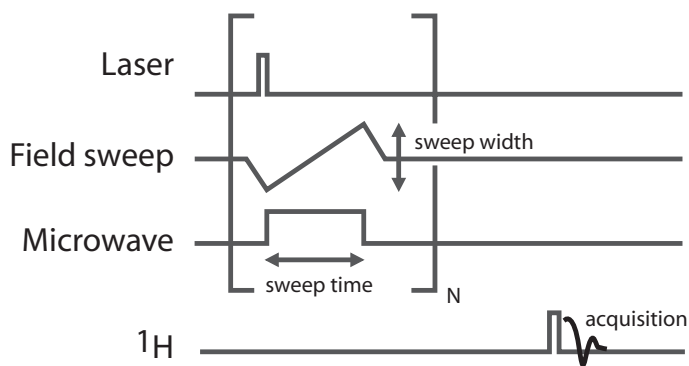 Laser
Field sweep
sweep width
Microwave
sweep time
N
acquisition
1H